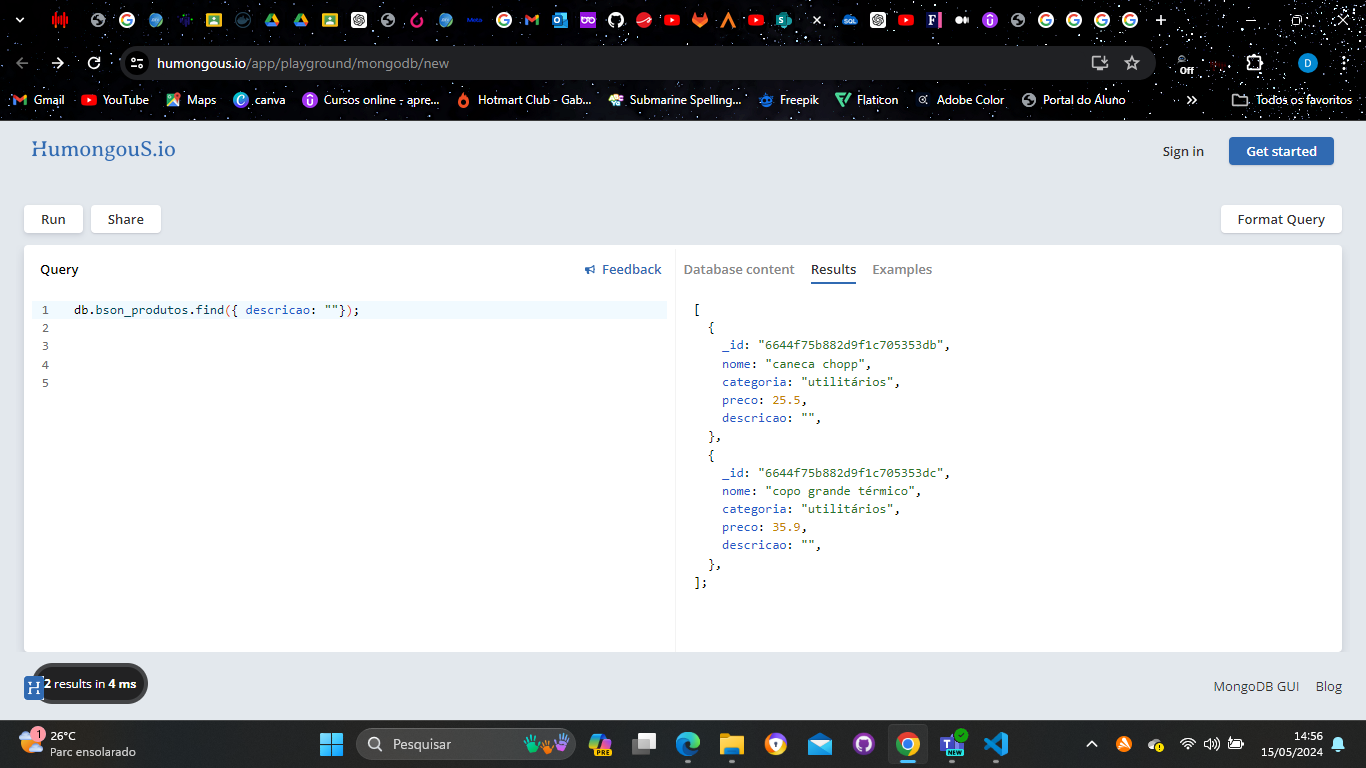 humongous.io/app/playground/mongodb/new
Off
D
Gmail
YouTube
Maps
canva
Cursos online - apre...
Hotmart Club - Gab...
Submarine Spelling...
Freepik
Flaticon
Adobe Color
Portal do Aluno
»
Todos os favoritos
HumongouS.io
Sign in
Get started
Run
Share
Format Query
Query
Feedback
1 db.bson_produtos.find({ descricao: ""});
2
3
4
5
Database content
Results
Examples
[
{
_id: "6644f75b882d9f1c705353db",
nome: "caneca chopp",
categoria: "utilitários",
preco: 25.5,
descricao: "",
},
{
_id: "6644f75b882d9f1c705353dc",
nome: "copo grande térmico",
categoria: "utilitários",
preco: 35.9,
descricao: "",
},
];
H
2 results in 4 ms
MongoDB GUI
Blog
1
26°C
Parc ensolarado
Pesquisar
PRE
NEW
14:56
15/05/2024